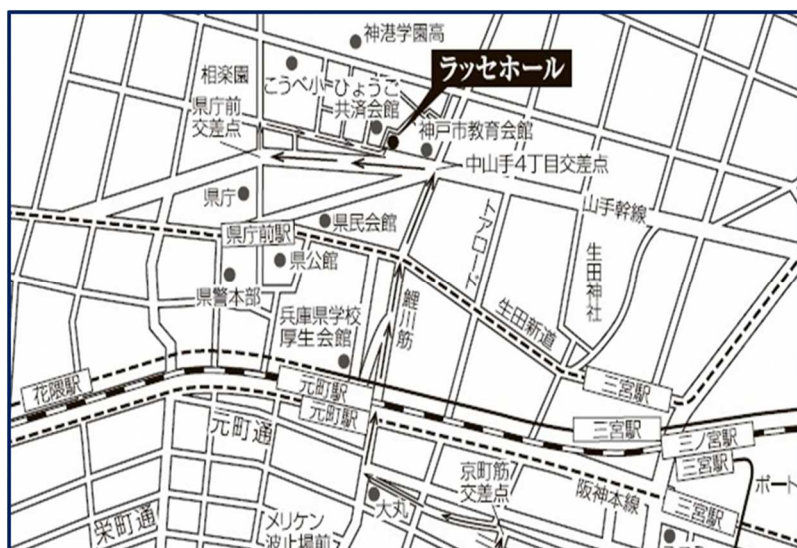 神港学園高
ラッセホール
相楽園
こうべ小
ひょうご
共済会館
県庁前
交差点
神戸市教育会館
中山手4丁目交差点
県庁
山手幹線
トアロード
県民会館
県庁前駅
生田神社
県公館
県警本部
鯉川筋
生田新道
兵庫県学校
厚生会館
花隈駅
元町駅
三宮駅
元町駅
三宮駅
三ノ宮駅
元町通
三宮駅
京町筋
交差点
阪神本線
ポート
大丸
三宮駅
栄町通
メリケン
波止場前